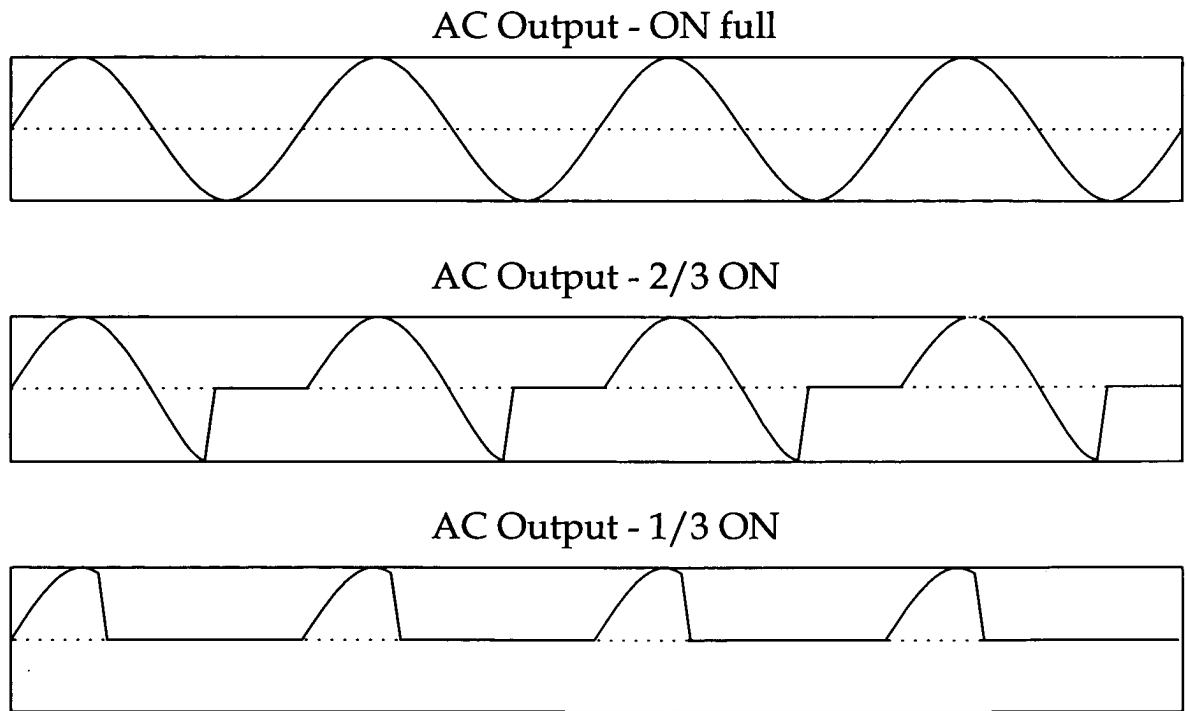 AC Output - ON full
AC Output - 2/3 ON
AC Output - 1/3 ON